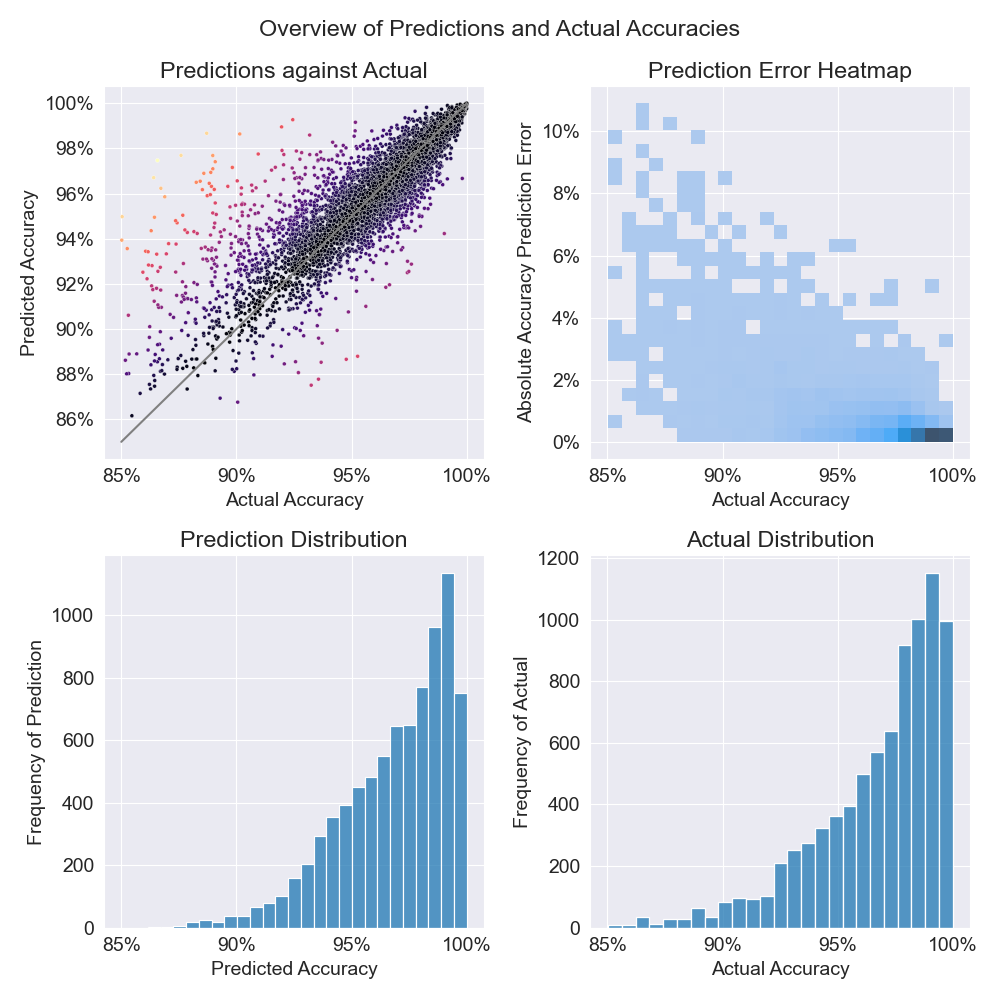 Overview of Predictions and Actual Accuracies
Predictions against Actual
100%
98%
96%
94%
92%
90%
88%
86%
Predicted Accuracy
85% 90% 95% 100%
Actual Accuracy
Prediction Error Heatmap
10%
8%
6%
4%
2%
0%
Absolute Accuracy Prediction Error
85% 90% 95% 100%
Actual Accuracy
Prediction Distribution
1000
800
600
400
200
0
Frequency of Prediction
85% 90% 95% 100%
Predicted Accuracy
Actual Distribution
1200
1000
800
600
400
200
0
Frequency of Actual
85% 90% 95% 100%
Actual Accuracy